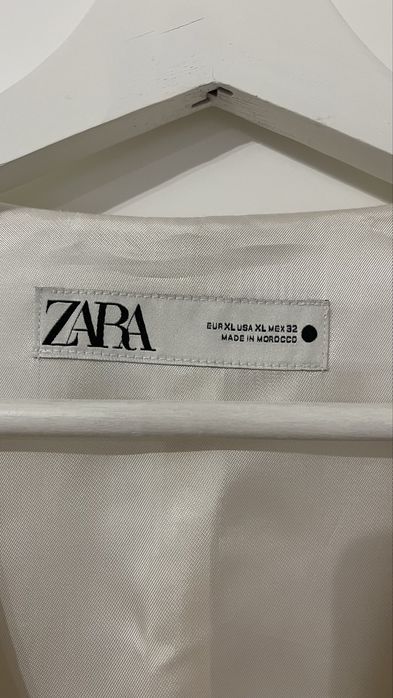 ZARA
EUR XL USA XL MEX 32
MADE IN MOROCCO